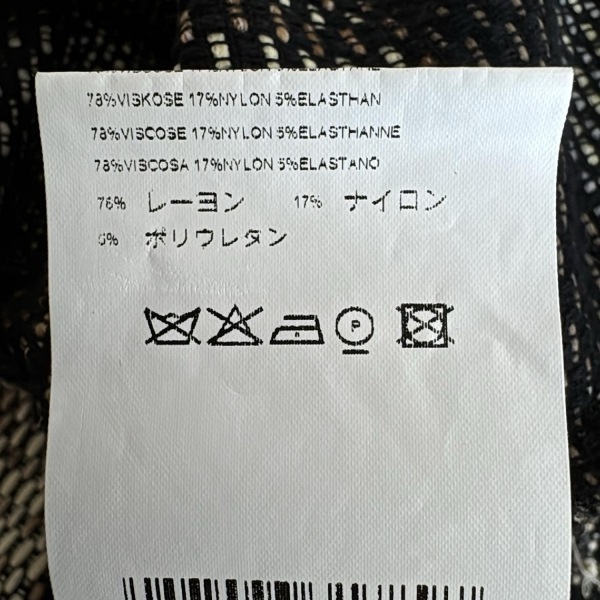 78%VISKOSE 17%NYLON 5%ELASTHAN
78%VISCOSE 17%NYLON 5%ELASTHANNE
78%VISCOSA 17%NYLON 5%ELASTANO
78% レーヨン 17% ナイロン
5% ポリウレタン
P